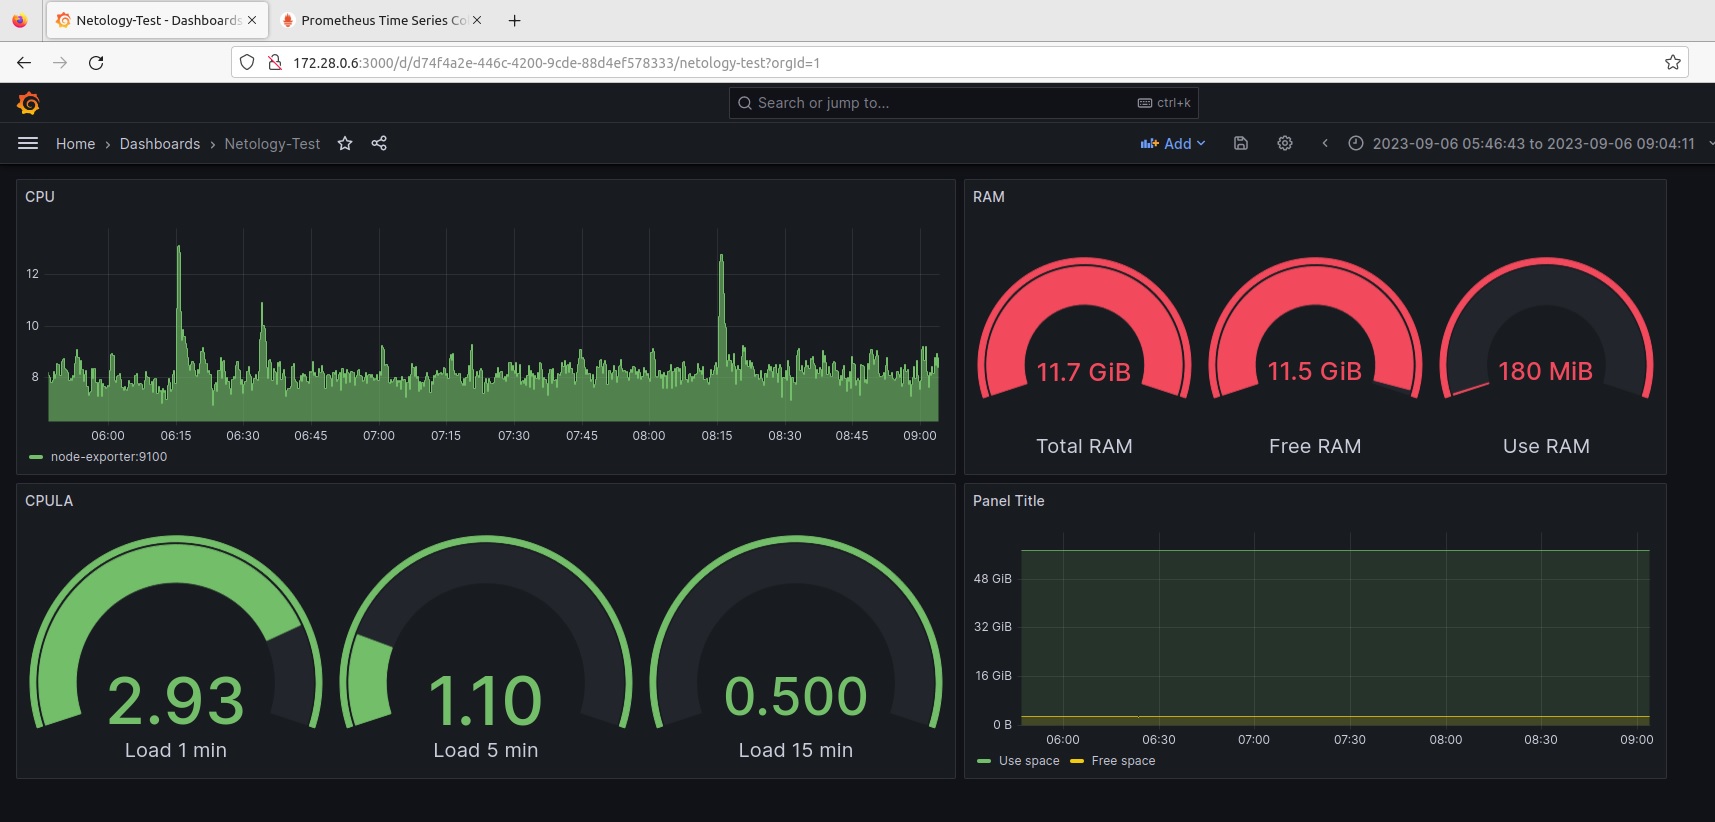 Netology-Test - Dashboards
Prometheus Time Series Co
172.28.0.6:3000/d/d74f4a2e-446c-4200-9cde-88d4ef578333/netology-test?orgId=1
Search or jump to...
ctrl+k
Home › Dashboards › Netology-Test
Add
2023-09-06 05:46:43 to 2023-09-06 09:04:11
CPU
12
10
8
06:00 06:15 06:30 06:45 07:00 07:15 07:30 07:45 08:00 08:15 08:30 08:45 09:00
node-exporter:9100
RAM
11.7 GiB
Total RAM
11.5 GiB
Free RAM
180 MiB
Use RAM
CPULA
2.93
Load 1 min
1.10
Load 5 min
0.500
Load 15 min
Panel Title
48 GiB
32 GiB
16 GiB
0 B
06:00 06:30 07:00 07:30 08:00 08:30 09:00
Use space Free space